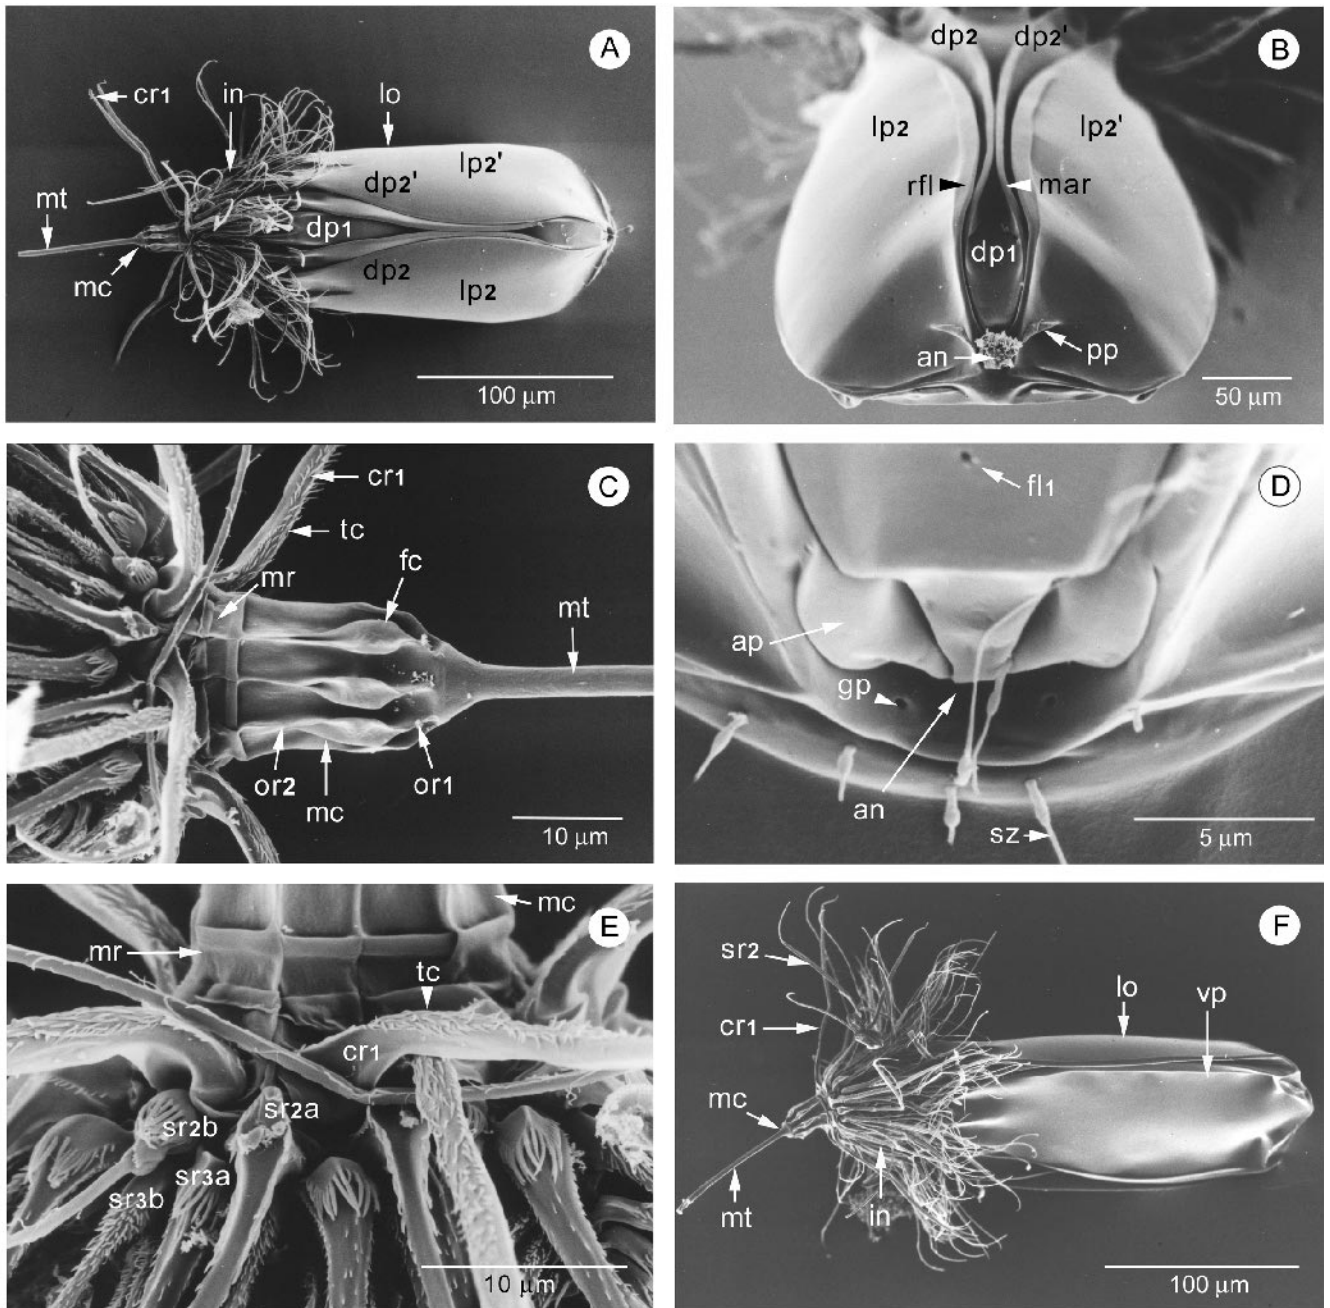 A
cr1
in
lo
lp2'
dp2'
mt
dp1
mc
dp2
lp2
100 µm
B
dp2
dp2'
lp2
lp2'
rfl
mar
dp1
an
pp
50 µm
C
cr1
tc
fc
mr
mt
or2
mc
or1
10 µm
D
fl1
ap
gp
an
sz
5 µm
E
mc
mr
tc
cr1
sr2a
sr2b
sr3a
sr3b
10 µm
F
sr2
lo
vp
cr1
mc
mt
in
100 µm